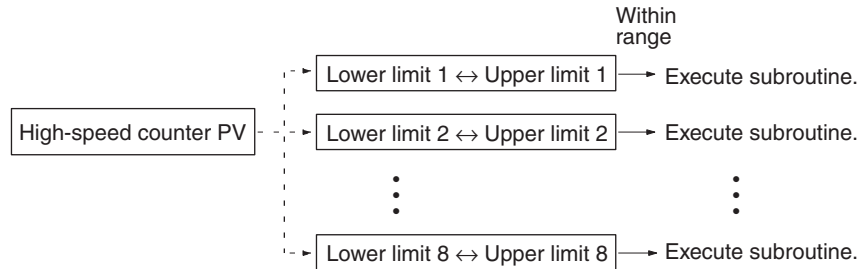 Within
range
Lower limit 1 ↔ Upper limit 1
Execute subroutine.
High-speed counter PV
Lower limit 2 ↔ Upper limit 2
Execute subroutine.
Lower limit 8 ↔ Upper limit 8
Execute subroutine.